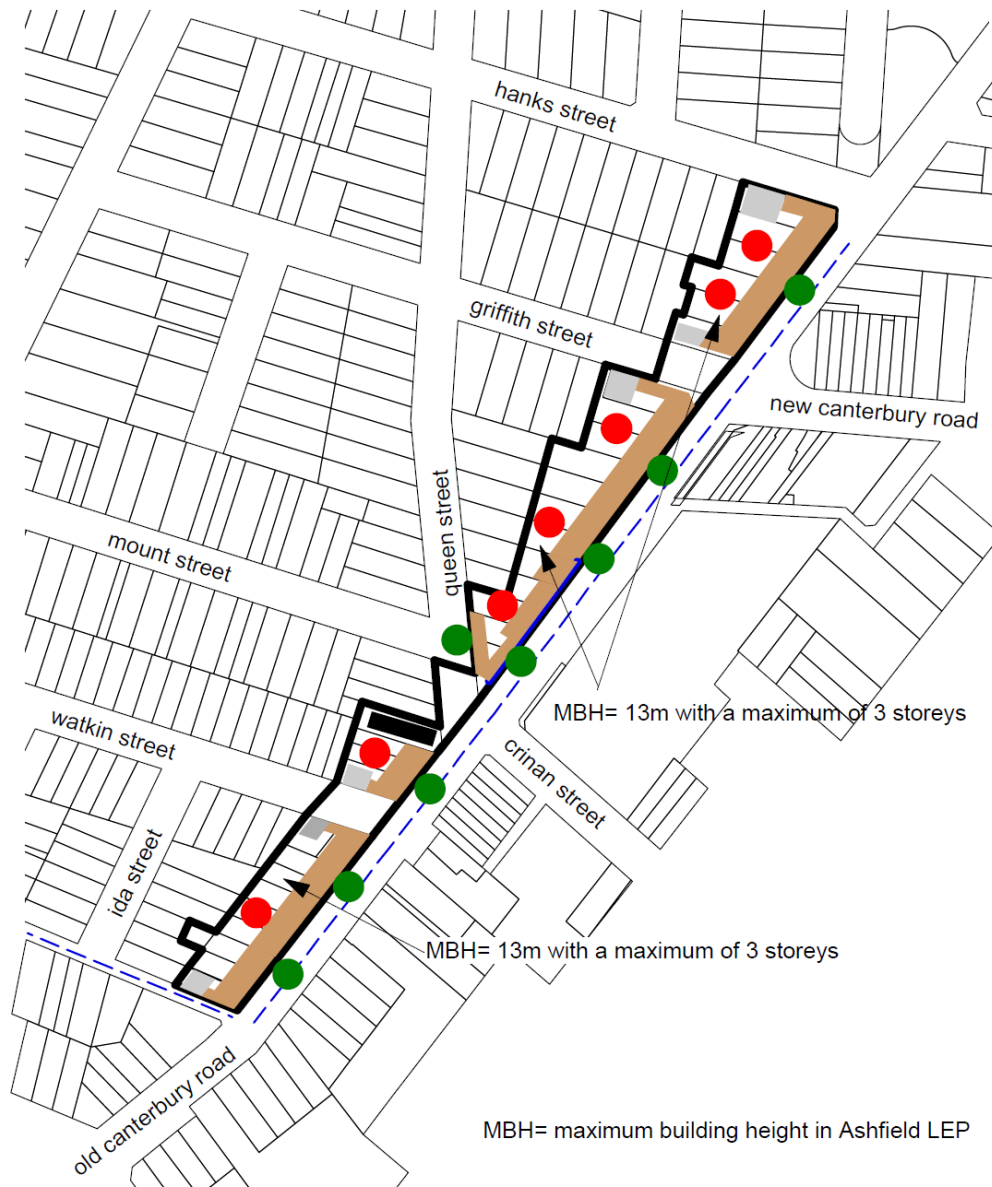 hanks street
griffith street
new canterbury road
queen street
mount street
MBH= 13m with a maximum of 3 storeys
watkin street
crinan street
ida street
MBH= 13m with a maximum of 3 storeys
old canterbury road
MBH= maximum building height in Ashfield LEP